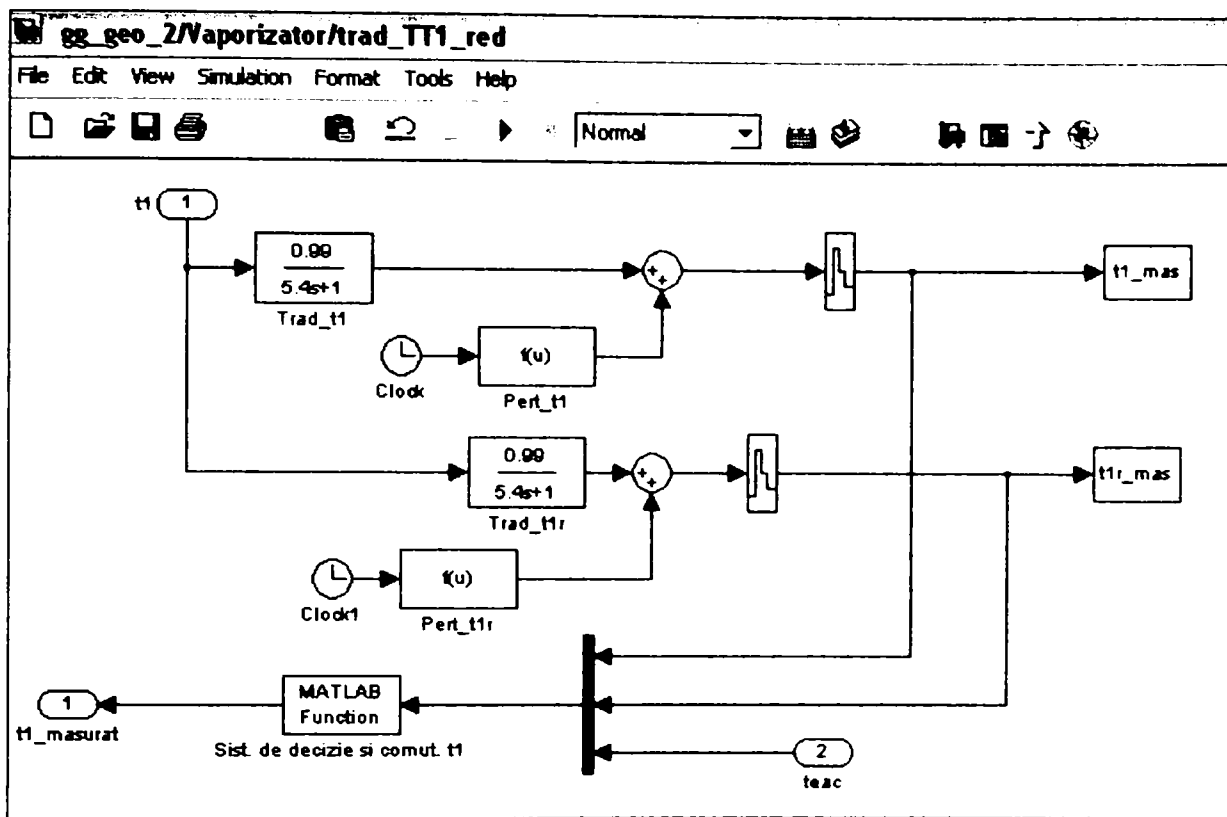 gg_geo_2/Vaporizator/trad_TT1_red
File Edit View Simulation Format Tools Help
Normal
t1 1
0.99
5.4s+1
Trad_t1
+
+
t1_mas
Clock
f(u)
Pert_t1
0.99
5.4s+1
Trad_t1r
+
+
t1r_mas
Clock1
f(u)
Pert_t1r
1
t1_masurat
MATLAB
Function
Sist. de decizie si comut. t1
2
teac